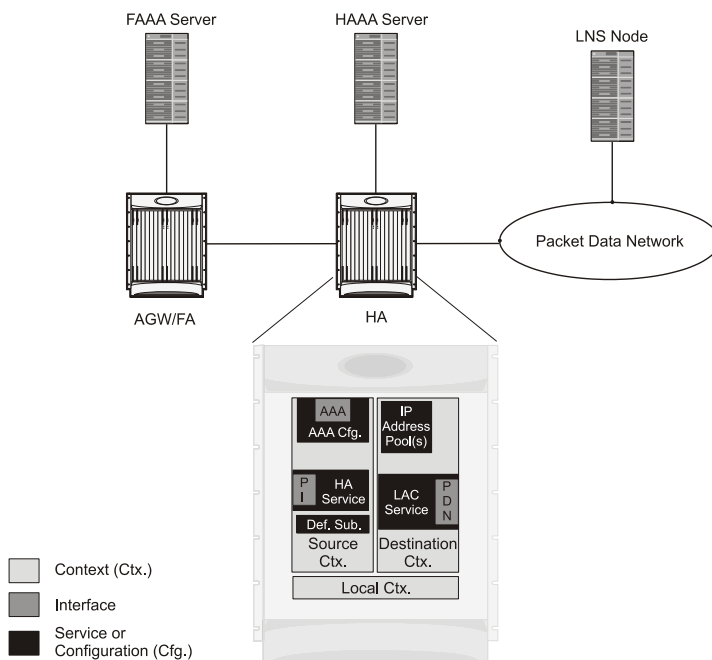 FAAA Server
HAAA Server
LNS Node
Packet Data Network
AGW/FA
HA
AAA
AAA Cfg.
IP
Address
Pool(s)
P
I
HA
Service
LAC
Service
P
D
N
Def. Sub.
Source
Ctx.
Destination
Ctx.
Local Ctx.
Context (Ctx.)
Interface
Service or
Configuration (Cfg.)